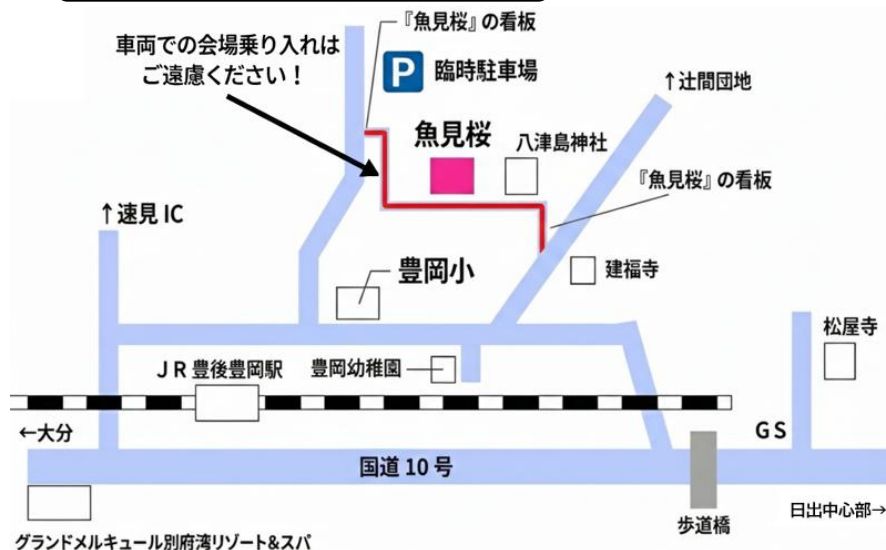 『魚見桜』の看板
車両での会場乗り入れは
ご遠慮ください！
P 臨時駐車場
↑辻間団地
魚見桜
八津島神社
『魚見桜』の看板
↑速見IC
豊岡小
建福寺
松屋寺
JR豊後豊岡駅
豊岡幼稚園
←大分
GS
国道10号
日出中心部→
歩道橋
グランドメルキュール別府湾リゾート&スパ